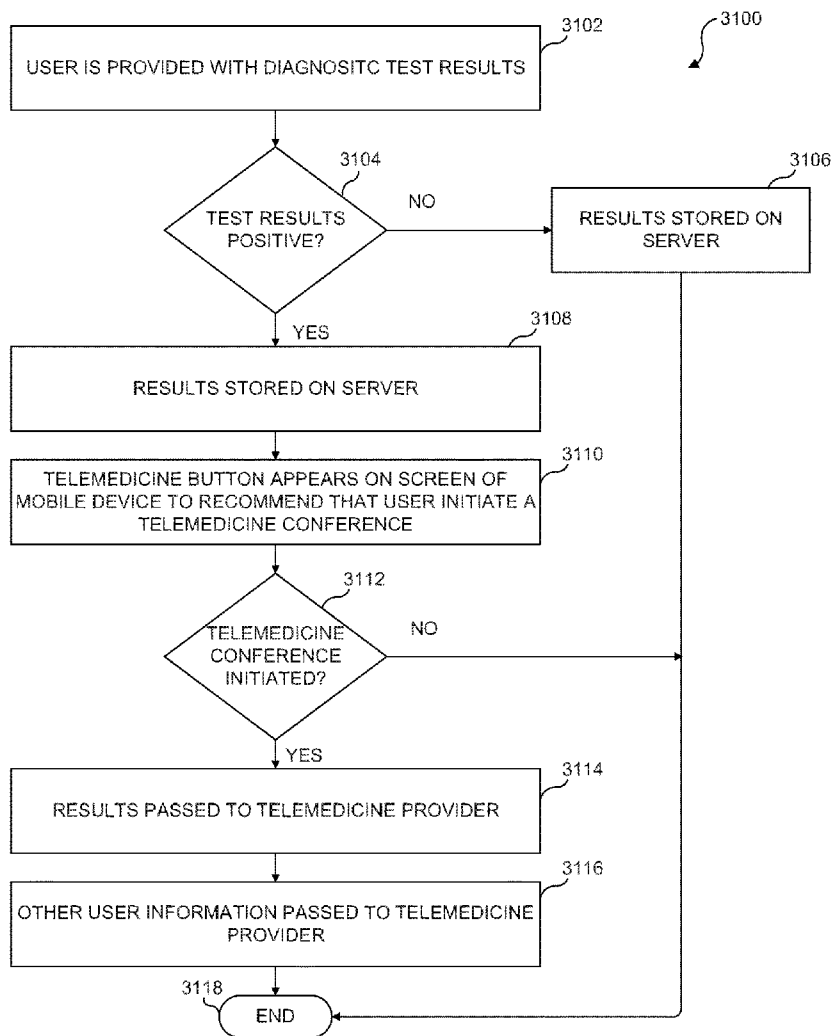 3100
3102
USER IS PROVIDED WITH DIAGNOSITC TEST RESULTS
3104
TEST RESULTS
POSITIVE?
NO
3106
RESULTS STORED ON
SERVER
YES
3108
RESULTS STORED ON SERVER
3110
TELEMEDICINE BUTTON APPEARS ON SCREEN OF
MOBILE DEVICE TO RECOMMEND THAT USER INITIATE A
TELEMEDICINE CONFERENCE
3112
TELEMEDICINE
CONFERENCE
INITIATED?
NO
YES
3114
RESULTS PASSED TO TELEMEDICINE PROVIDER
3116
OTHER USER INFORMATION PASSED TO TELEMEDICINE
PROVIDER
3118
END